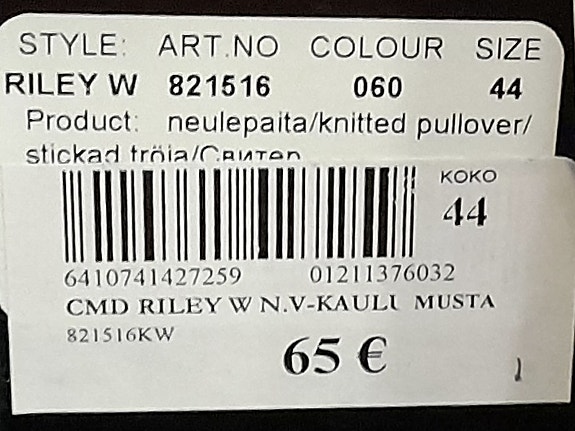 STYLE: ART.NO COLOUR SIZE
RILEY W 821516 060 44
Product: neulepaita/knitted pullover/
stickad tröja/Свитер
KOKO
44
6410741427259 01211376032
CMD RILEY W N.V-KAULU MUSTA
821516KW
65 €